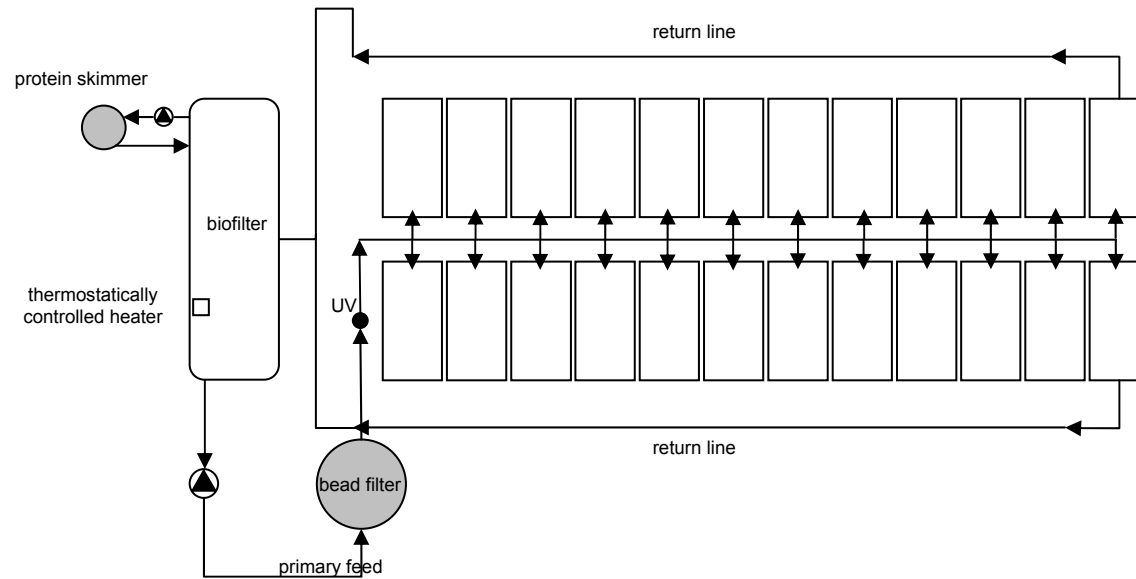 return line
protein skimmer
biofilter
thermostatically
controlled heater
UV
return line
bead filter
primary feed